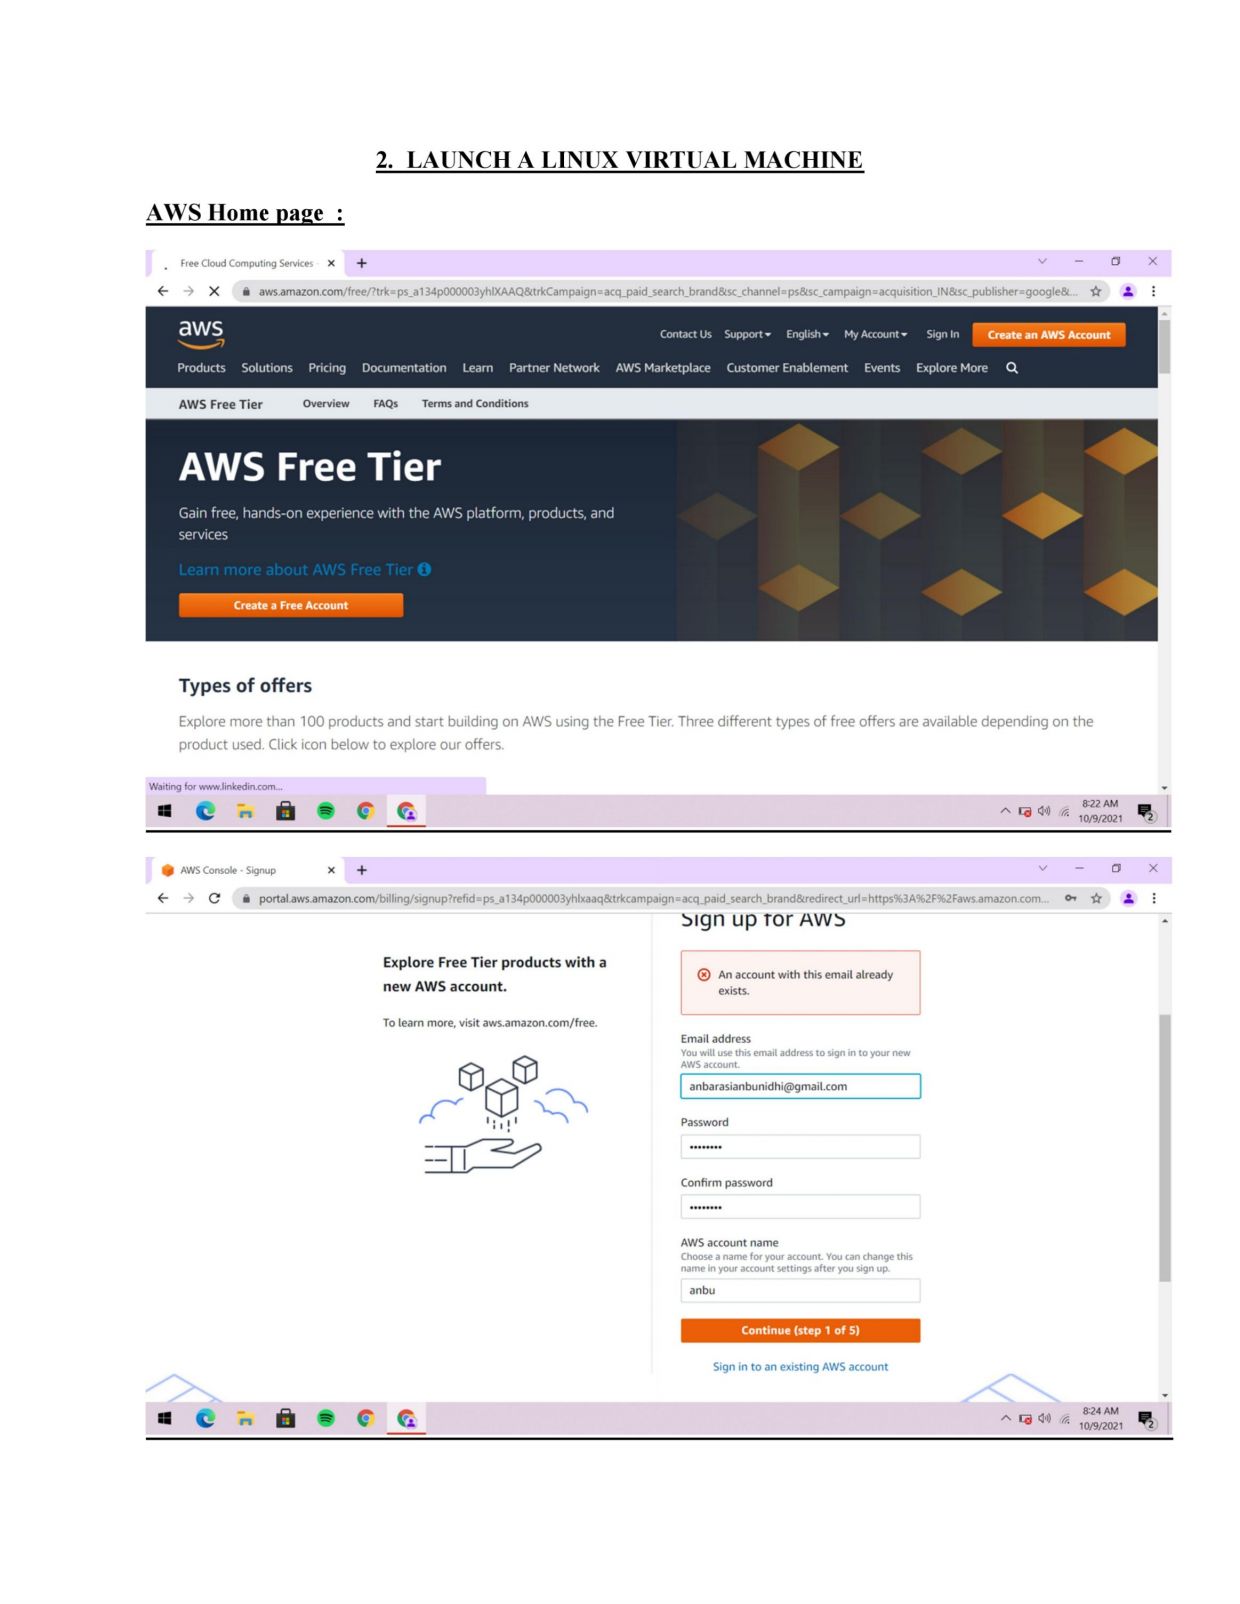 2. LAUNCH A LINUX VIRTUAL MACHINE
AWS Home page :
Free Cloud Computing Services -
aws.amazon.com/free/?trk=ps_a134p000003yhlXAAQ&trkCampaign=acq_paid_search_brand&sc_channel=ps&sc_campaign=acquisition_IN&sc_publisher=google&...
aws
Contact Us Support English My Account Sign In Create an AWS Account
Products Solutions Pricing Documentation Learn Partner Network AWS Marketplace Customer Enablement Events Explore More
AWS Free Tier Overview FAQs Terms and Conditions
AWS Free Tier
Gain free, hands-on experience with the AWS platform, products, and
services
Learn more about AWS Free Tier
Create a Free Account
Types of offers
Explore more than 100 products and start building on AWS using the Free Tier. Three different types of free offers are available depending on the
product used. Click icon below to explore our offers.
Waiting for www.linkedin.com...
8:22 AM
10/9/2021
2
AWS Console - Signup
portal.aws.amazon.com/billing/signup?refid=ps_a134p000003yhlxaaq&trkcampaign=acq_paid_search_brand&redirect_url=https%3A%2F%2Faws.amazon.com...
Sign up for AWS
Explore Free Tier products with a
new AWS account.
To learn more, visit aws.amazon.com/free.
An account with this email already
exists.
Email address
You will use this email address to sign in to your new
AWS account.
anbarasianbunidhi@gmail.com
Password
Confirm password
AWS account name
Choose a name for your account. You can change this
name in your account settings after you sign up.
anbu
Continue (step 1 of 5)
Sign in to an existing AWS account
8:24 AM
10/9/2021
2